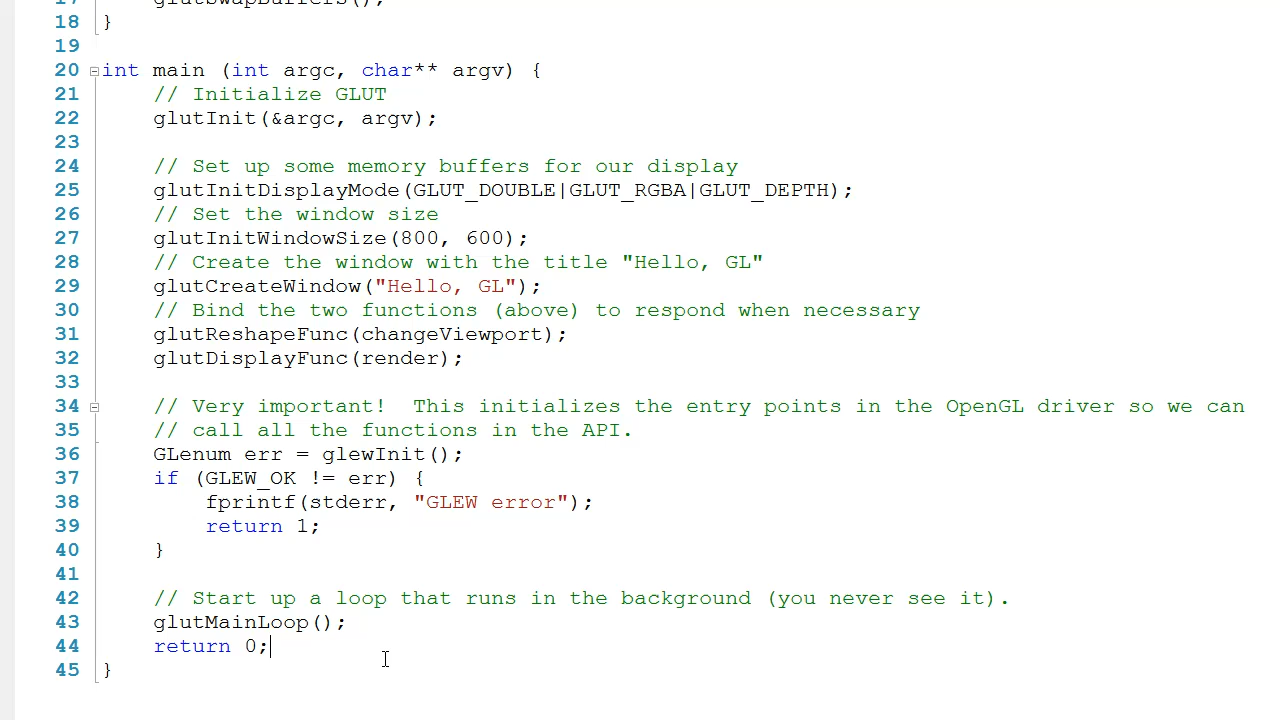 17 glutSwapBuffers();
18 }
19
20 int main (int argc, char** argv) {
21 // Initialize GLUT
22 glutInit(&argc, argv);
23
24 // Set up some memory buffers for our display
25 glutInitDisplayMode(GLUT_DOUBLE|GLUT_RGBA|GLUT_DEPTH);
26 // Set the window size
27 glutInitWindowSize(800, 600);
28 // Create the window with the title "Hello, GL"
29 glutCreateWindow("Hello, GL");
30 // Bind the two functions (above) to respond when necessary
31 glutReshapeFunc(changeViewport);
32 glutDisplayFunc(render);
33
34 // Very important!  This initializes the entry points in the OpenGL driver so we can
35 // call all the functions in the API.
36 GLenum err = glewInit();
37 if (GLEW_OK != err) {
38 fprintf(stderr, "GLEW error");
39 return 1;
40 }
41
42 // Start up a loop that runs in the background (you never see it).
43 glutMainLoop();
44 return 0;
45 }